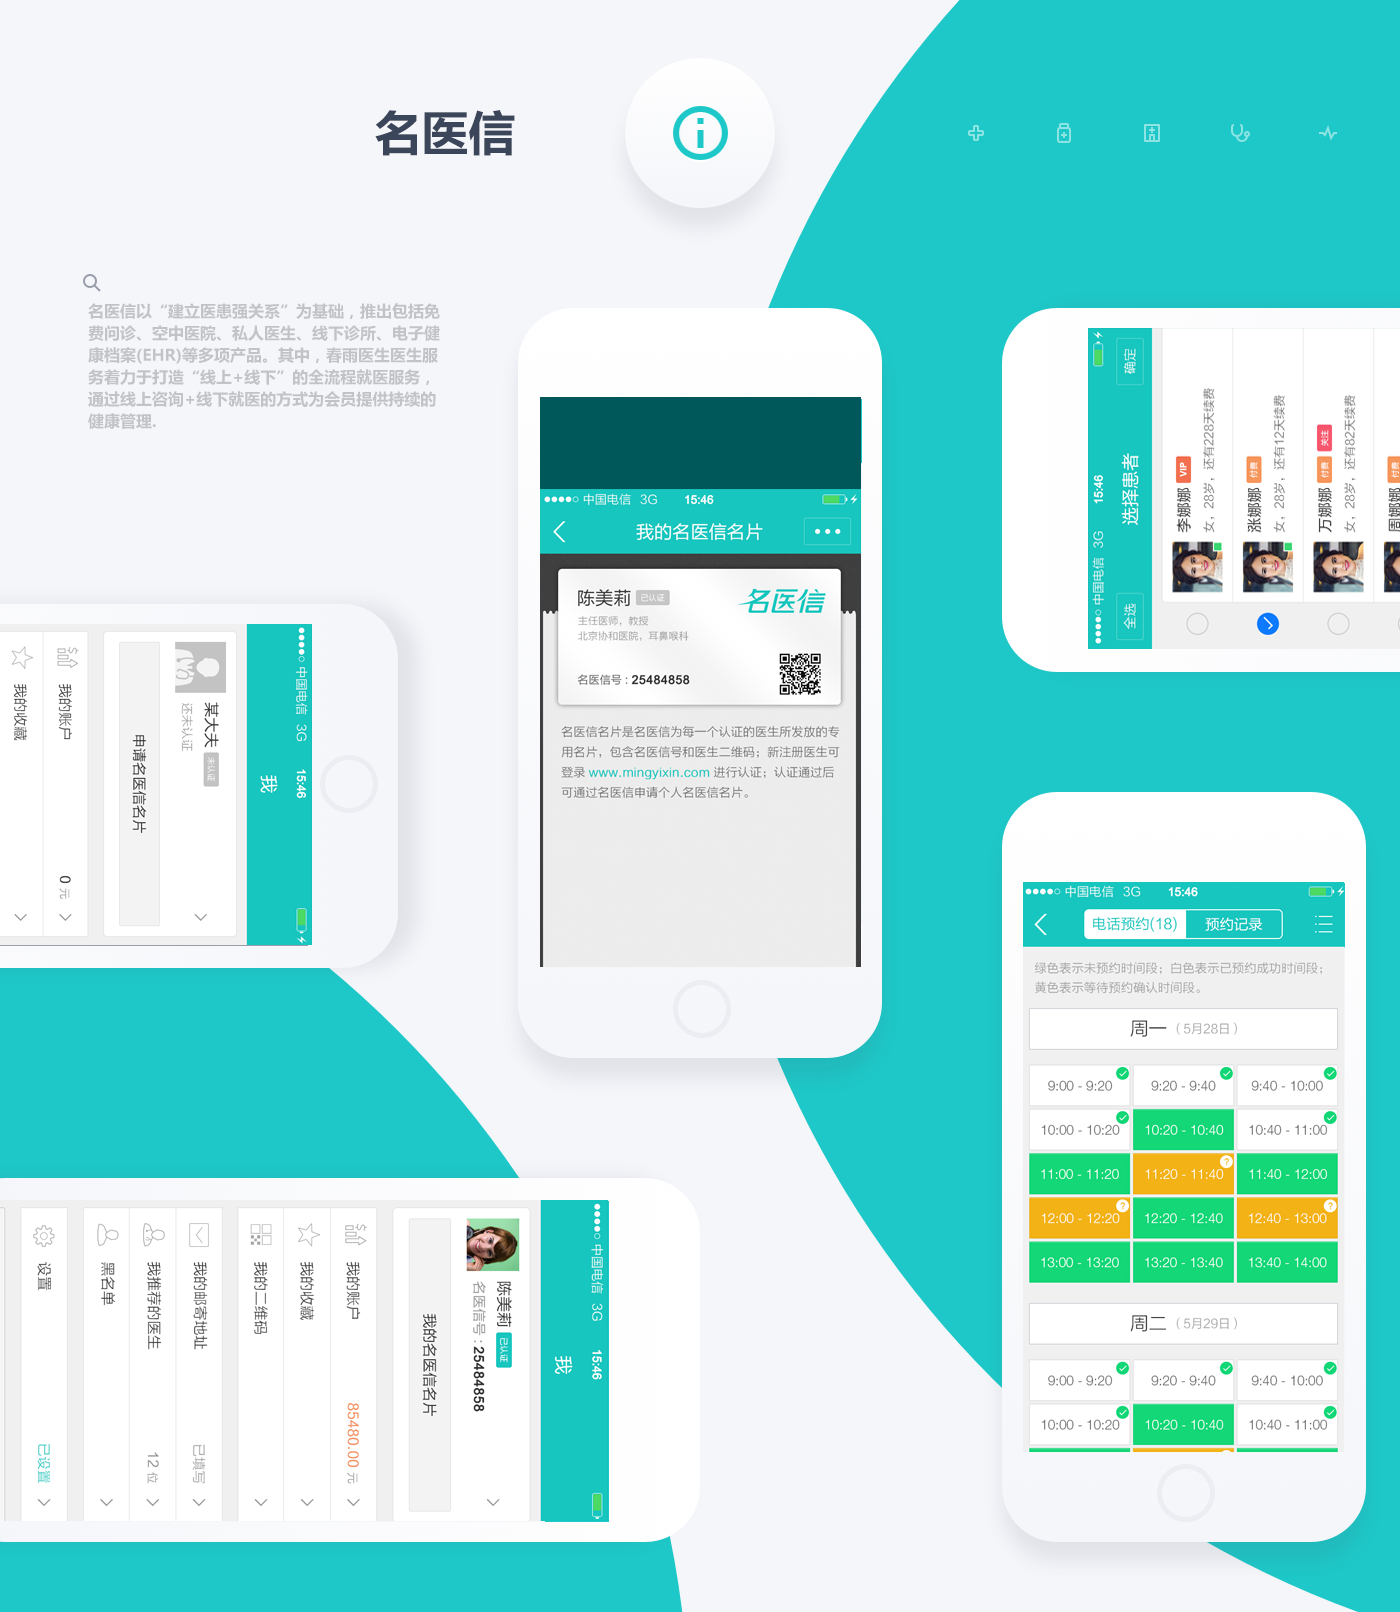 名医信
名医信以“建立医患强关系”为基础，推出包括免
费问诊、空中医院、私人医生、线下诊所、电子健
康档案(EHR)等多项产品。其中，春雨医生医生服
务着力于打造“线上+线下”的全流程就医服务，
通过线上咨询+线下就医的方式为会员提供持续的
健康管理.
中国电信 3G 15:46
我的名医信名片
陈美莉 已认证
名医信
主任医师，教授
北京协和医院，耳鼻喉科
名医信号：25484858
名医信名片是名医信为每一个认证的医生所发放的专
用名片，包含名医信号和医生二维码；新注册医生可
登录 www.mingyixin.com 进行认证；认证通过后
可通过名医信申请个人名医信名片。
中国电信 3G 15:46
全选 选择患者 确定
李娜娜 VIP
女，28岁，还有228天续费
张娜娜 付费
女，28岁，还有12天续费
万娜娜 付费 关注
女，28岁，还有82天续费
周娜娜 付费
中国电信 3G 15:46
我
某大夫 未认证
还未认证
申请名医信名片
我的账户 0 元
我的收藏
中国电信 3G 15:46
电话预约(18) 预约记录
绿色表示未预约时间段；白色表示已预约成功时间段；
黄色表示等待预约确认时间段。
周一（5月28日）
9:00 - 9:20 9:20 - 9:40 9:40 - 10:00
10:00 - 10:20 10:20 - 10:40 10:40 - 11:00
11:00 - 11:20 11:20 - 11:40 11:40 - 12:00
12:00 - 12:20 12:20 - 12:40 12:40 - 13:00
13:00 - 13:20 13:20 - 13:40 13:40 - 14:00
周二（5月29日）
9:00 - 9:20 9:20 - 9:40 9:40 - 10:00
10:00 - 10:20 10:20 - 10:40 10:40 - 11:00
中国电信 3G 15:46
我
陈美莉 已认证
名医信号：25484858
我的名医信名片
我的账户 85480.00 元
我的收藏
我的二维码
我的邮寄地址 已填写
我推荐的医生 12 位
黑名单
设置 已设置